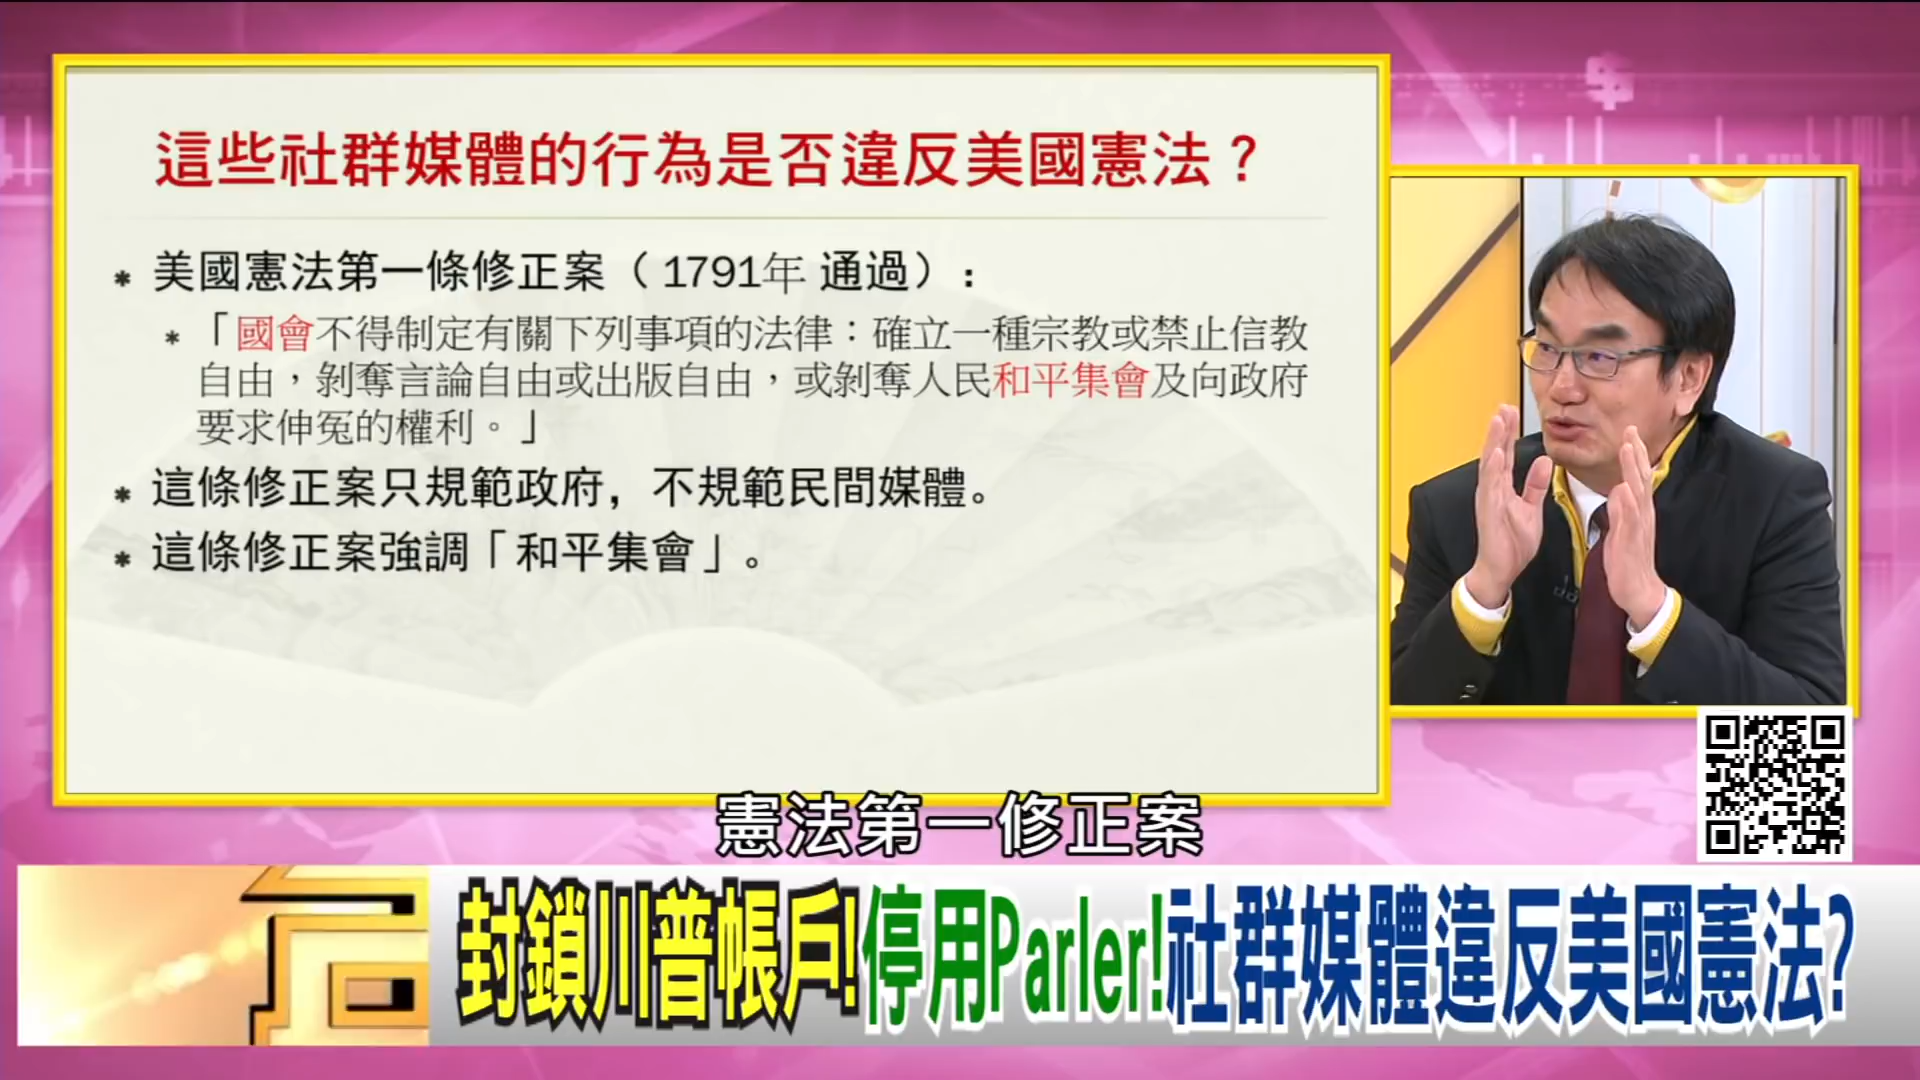 這些社群媒體的行為是否違反美國憲法？
* 美國憲法第一條修正案（1791年 通過）：
* 「國會不得制定有關下列事項的法律：確立一種宗教或禁止信教
自由，剝奪言論自由或出版自由，或剝奪人民和平集會及向政府
要求伸冤的權利。」
* 這條修正案只規範政府，不規範民間媒體。
* 這條修正案強調「和平集會」。
憲法第一修正案
封鎖川普帳戶!停用Parler!社群媒體違反美國憲法?